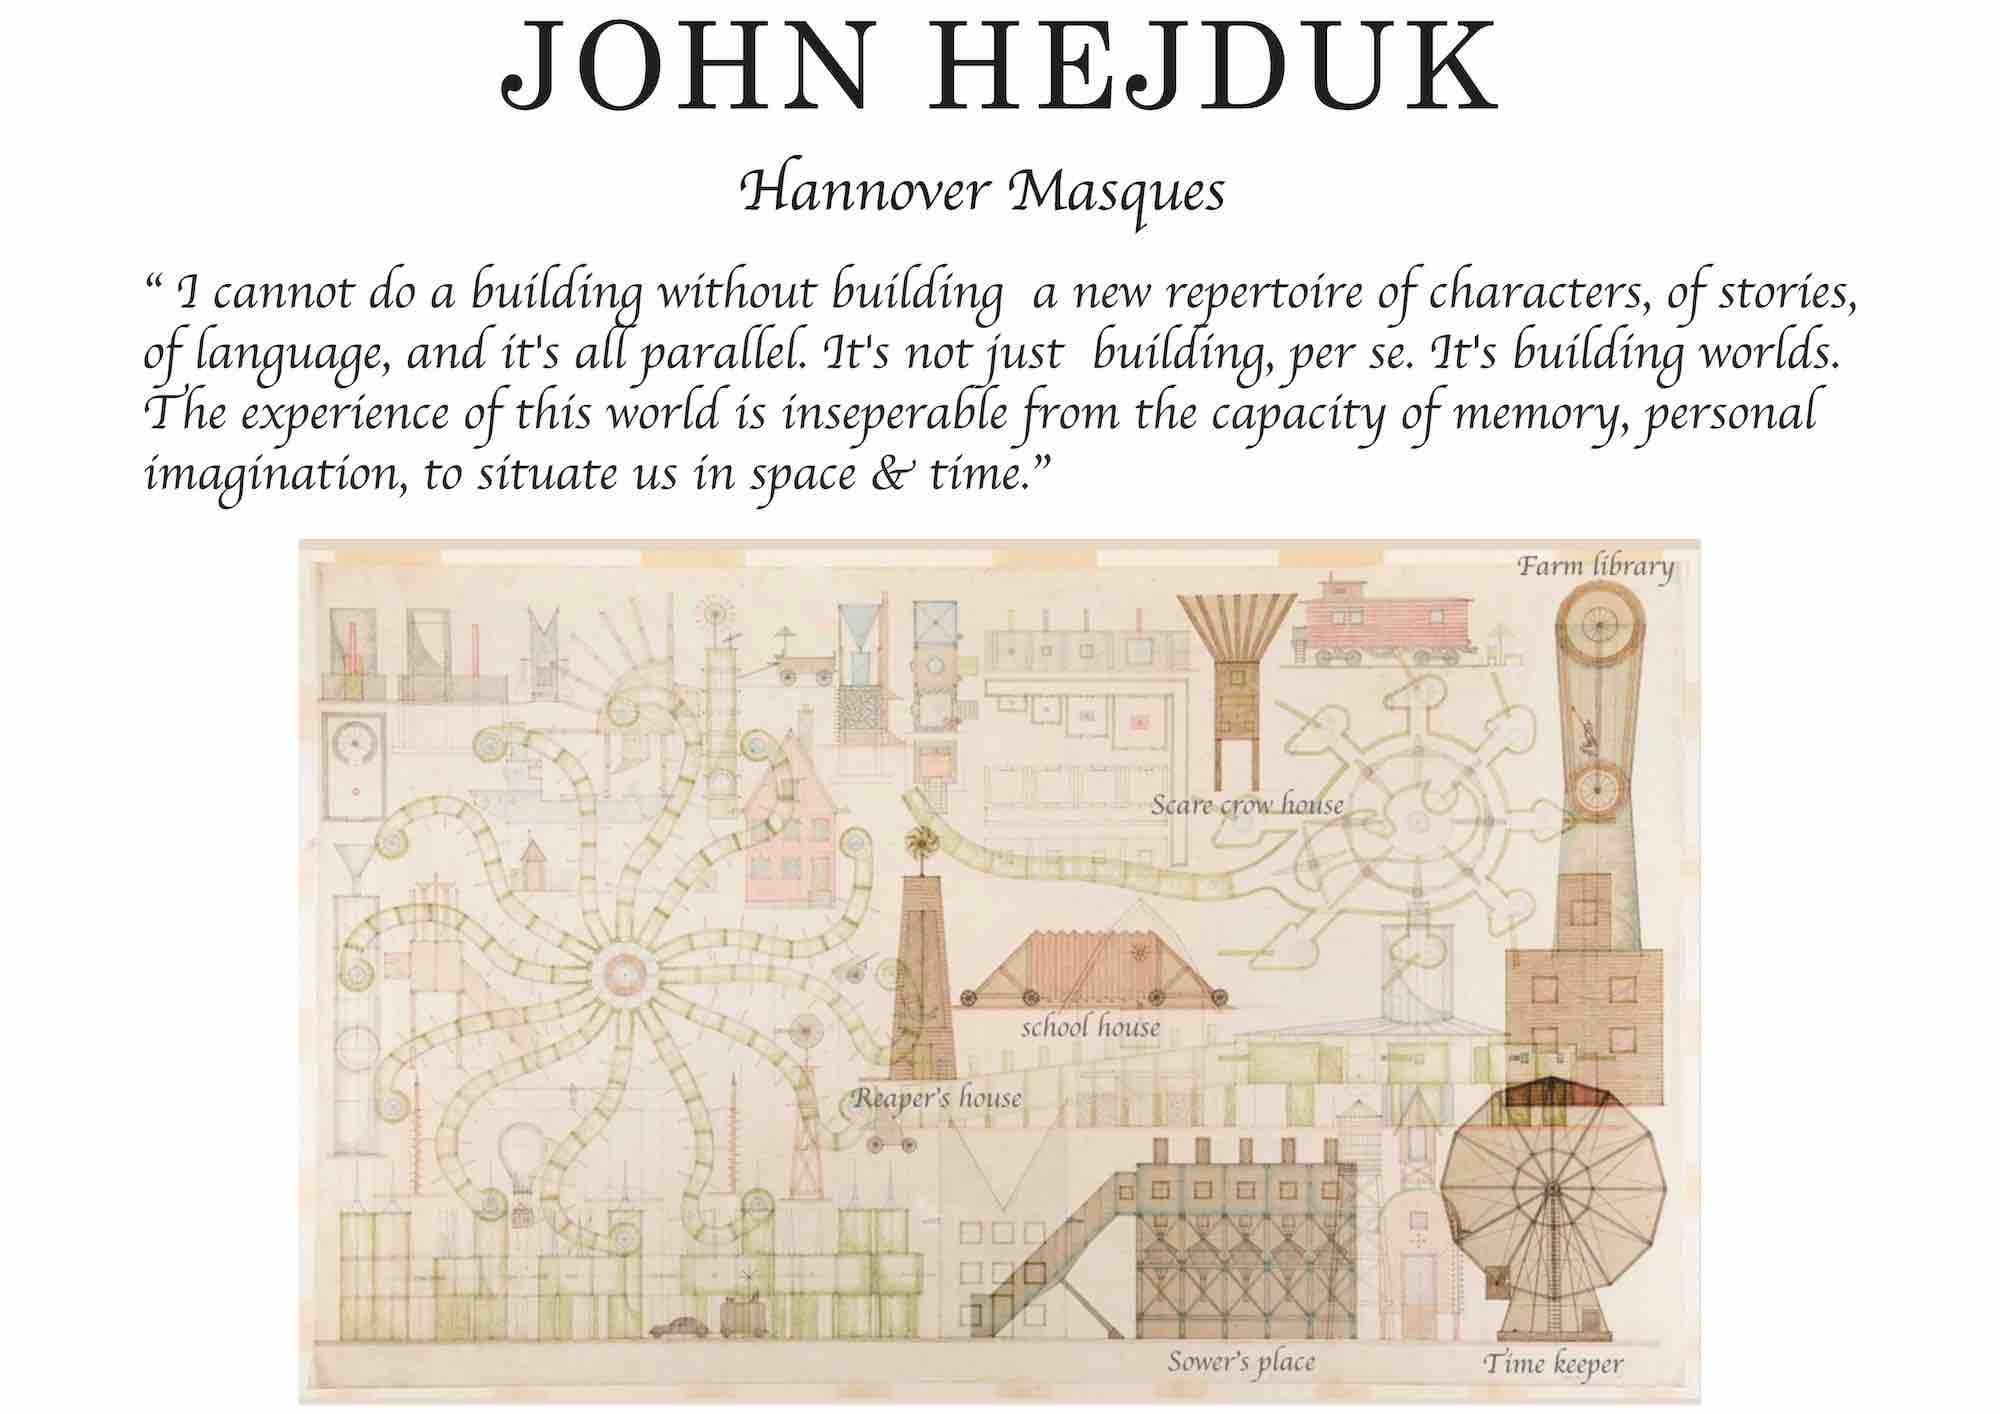 JOHN HEJDUK
Hannover Masques
“ I cannot do a building without building a new repertoire of characters, of stories,
of language, and it's all parallel. It's not just building, per se. It's building worlds.
The experience of this world is inseperable from the capacity of memory, personal
imagination, to situate us in space & time.”
Farm library
Scare crow house
school house
Reaper's house
Sower's place
Time keeper